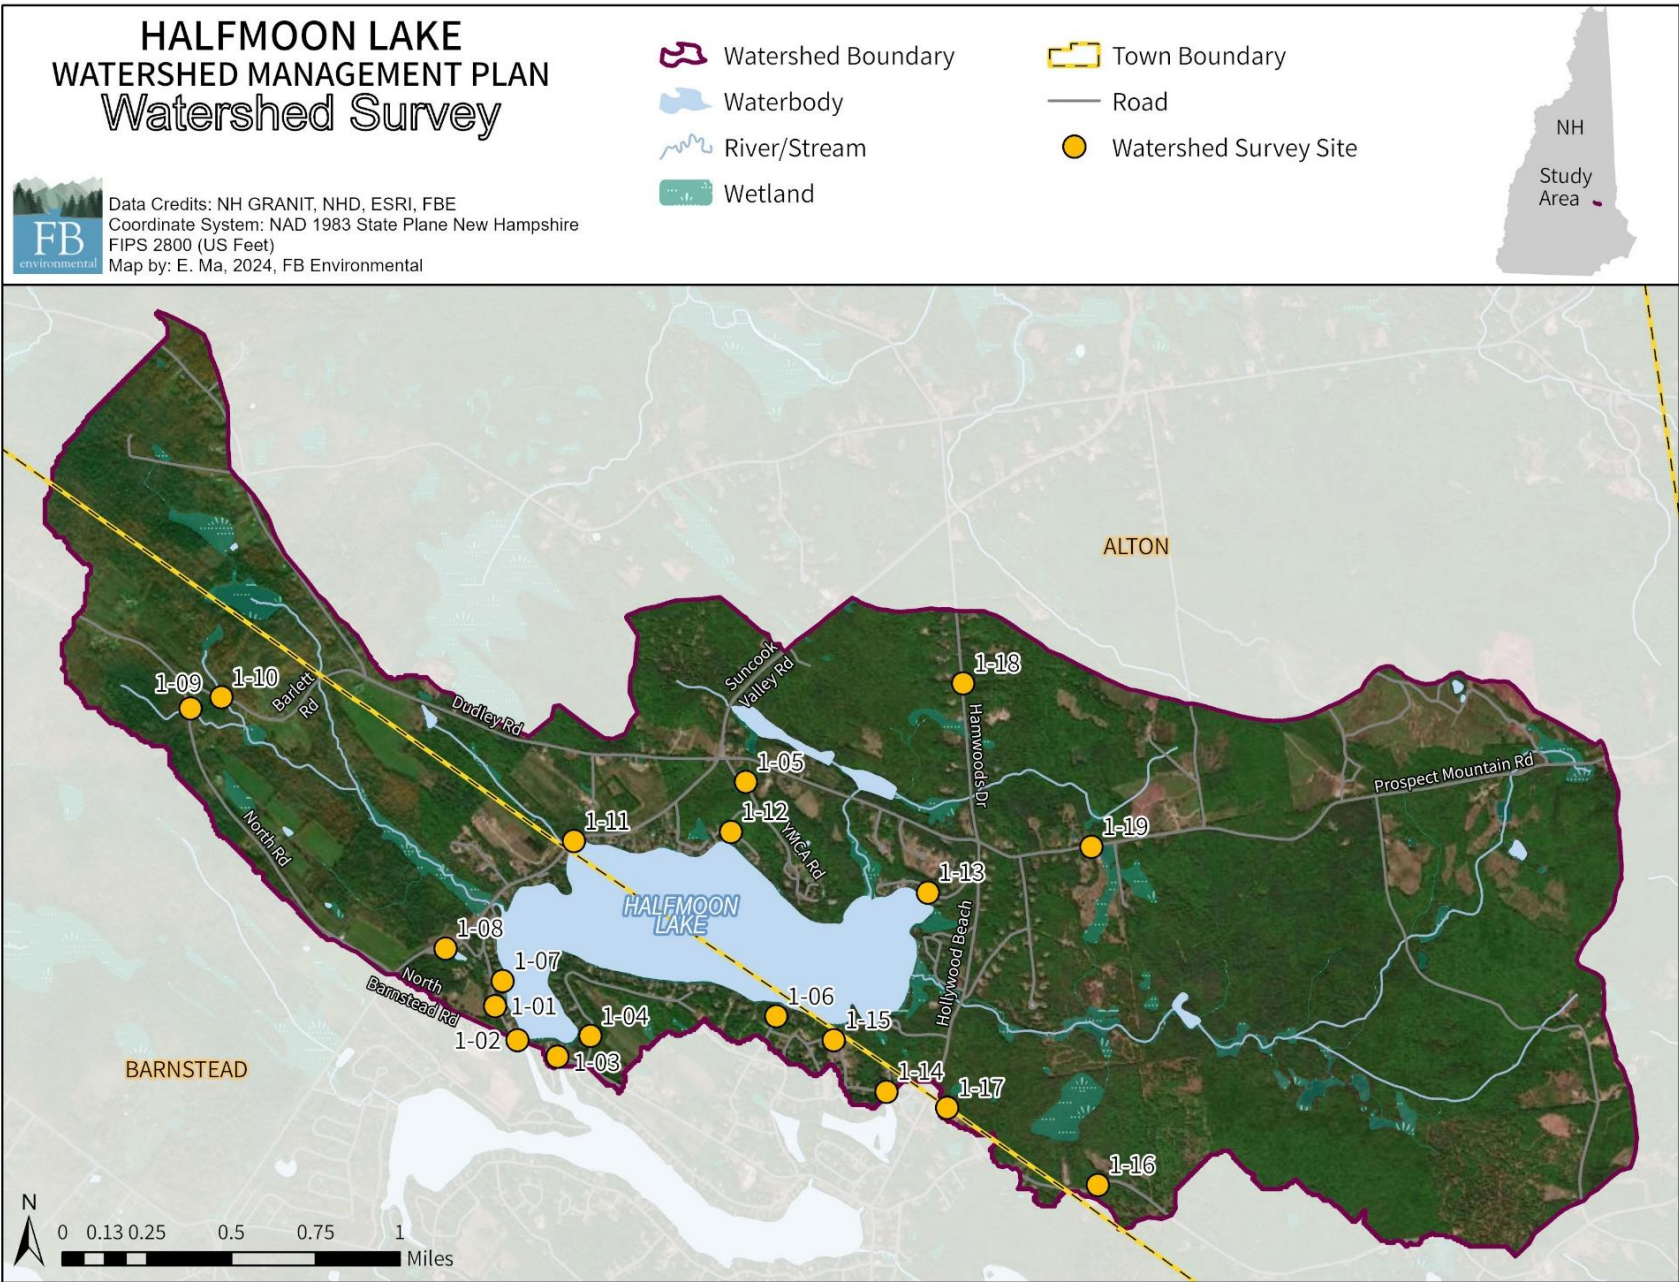 HALFMOON LAKE
WATERSHED MANAGEMENT PLAN
Watershed Survey
FB
environmental
Data Credits: NH GRANIT, NHD, ESRI, FBE
Coordinate System: NAD 1983 State Plane New Hampshire
FIPS 2800 (US Feet)
Map by: E. Ma, 2024, FB Environmental
Watershed Boundary
Waterbody
River/Stream
Wetland
Town Boundary
Road
Watershed Survey Site
NH
Study
Area
ALTON
1-18
Suncook
Valley Rd
1-09
1-10
Barlett
Rd
Dudley Rd
Hamwoods Dr
1-05
Prospect Mountain Rd
1-11
1-12
YMCA Rd
1-19
North Rd
1-13
HALFMOON
LAKE
Hollywood Beach
1-08
1-07
North
Barnstead Rd
1-01
1-06
1-04
1-15
1-02
1-03
BARNSTEAD
1-14
1-17
1-16
N
0 0.13 0.25 0.5 0.75 1
Miles